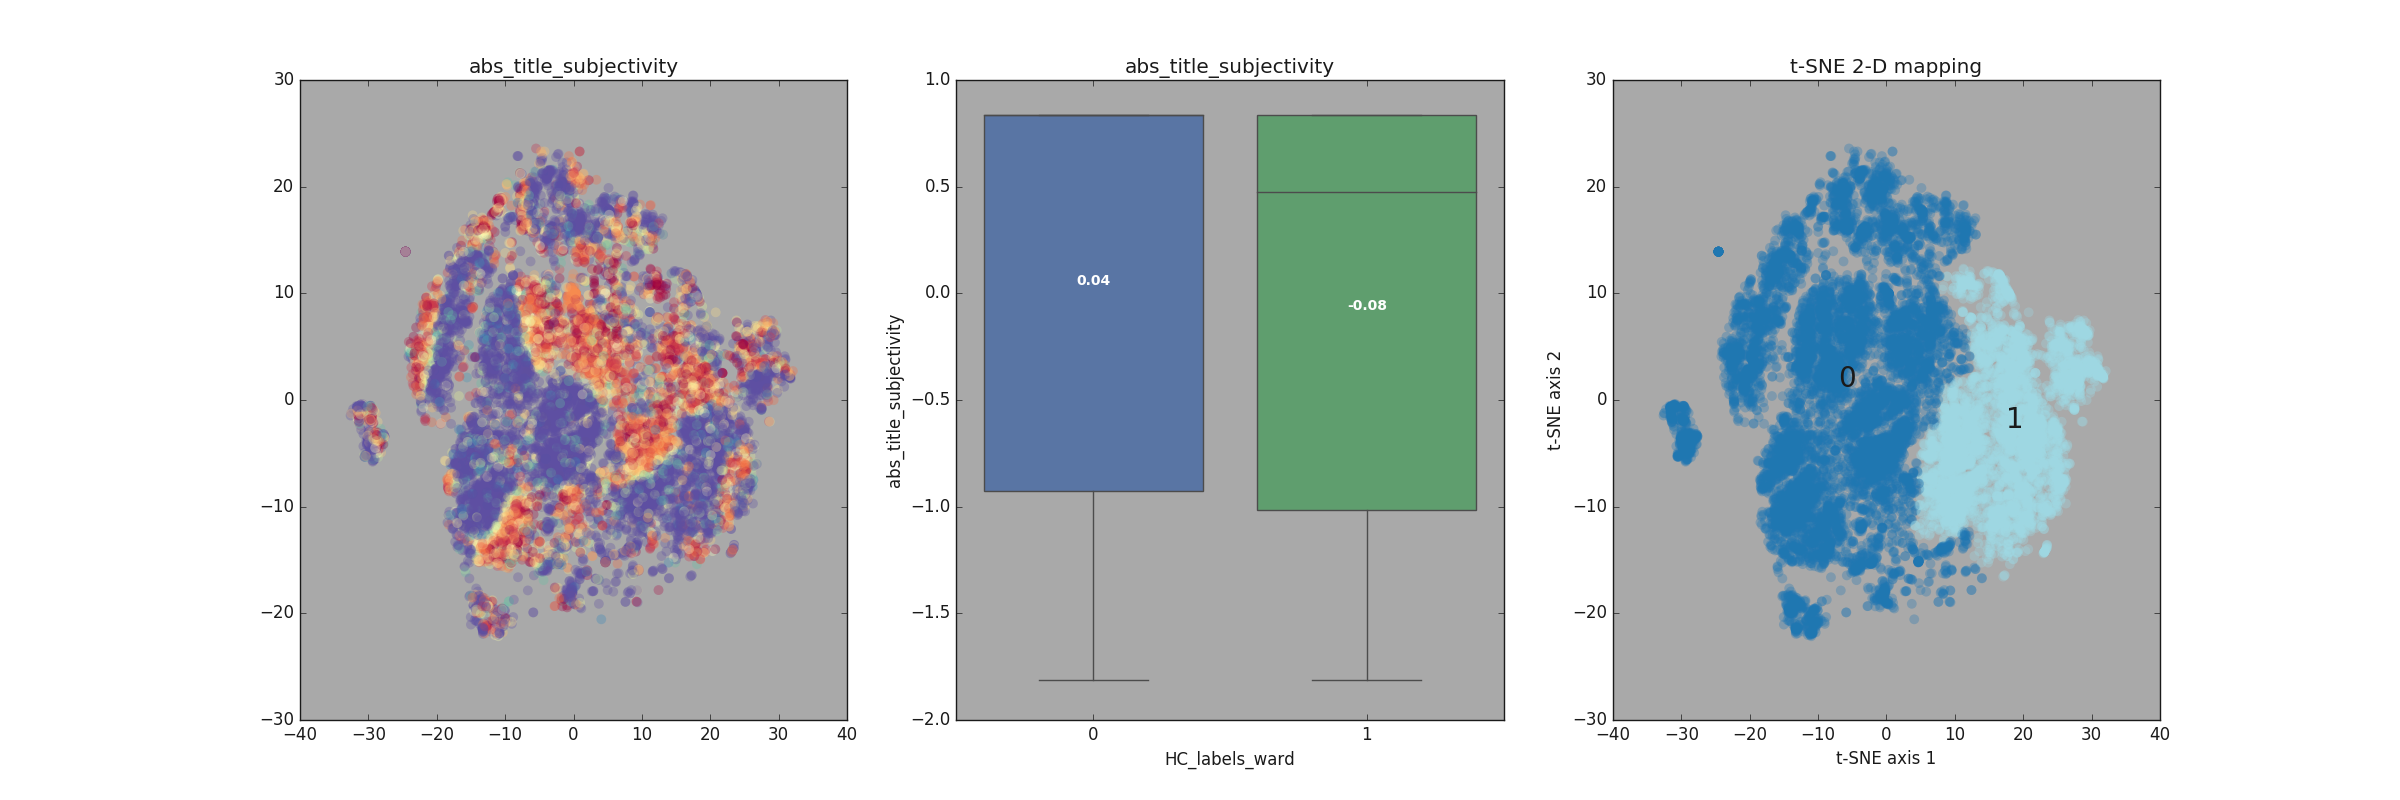 abs_title_subjectivity
30
20
10
0
−10
−20
−30
−40 −30 −20 −10 0 10 20 30 40
abs_title_subjectivity
abs_title_subjectivity
1.0
0.5
0.0
−0.5
−1.0
−1.5
−2.0
0.04
-0.08
0 1
HC_labels_ward
t-SNE 2-D mapping
t-SNE axis 2
30
20
10
0
−10
−20
−30
0
1
−40 −30 −20 −10 0 10 20 30 40
t-SNE axis 1